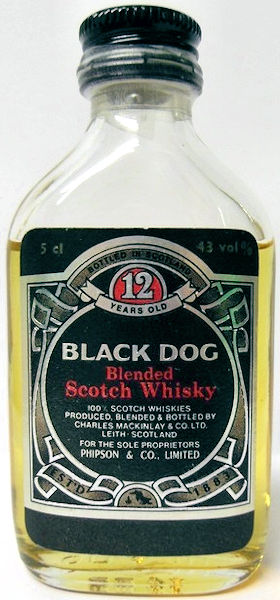 5 cl 43 vol %
BOTTLED IN SCOTLAND
12
YEARS OLD
BLACK DOG
Blended
Scotch Whisky
100% SCOTCH WHISKIES
PRODUCED, BLENDED & BOTTLED BY
CHARLES MACKINLAY & CO. LTD.
LEITH · SCOTLAND
FOR THE SOLE PROPRIETORS
PHIPSON & CO., LIMITED
ESTD 1883